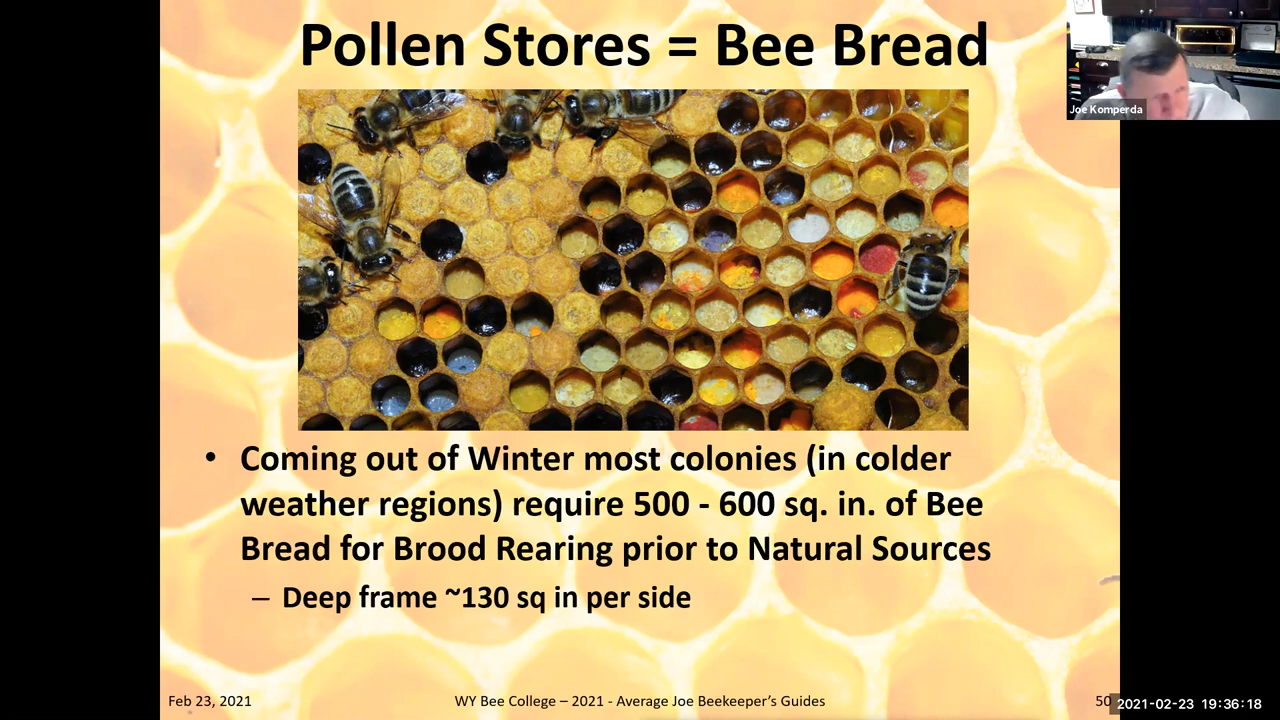 Pollen Stores = Bee Bread
Joe Komperda
• Coming out of Winter most colonies (in colder
weather regions) require 500 - 600 sq. in. of Bee
Bread for Brood Rearing prior to Natural Sources
– Deep frame ~130 sq in per side
Feb 23, 2021
WY Bee College – 2021 - Average Joe Beekeeper's Guides
50
2021-02-23 19:36:18